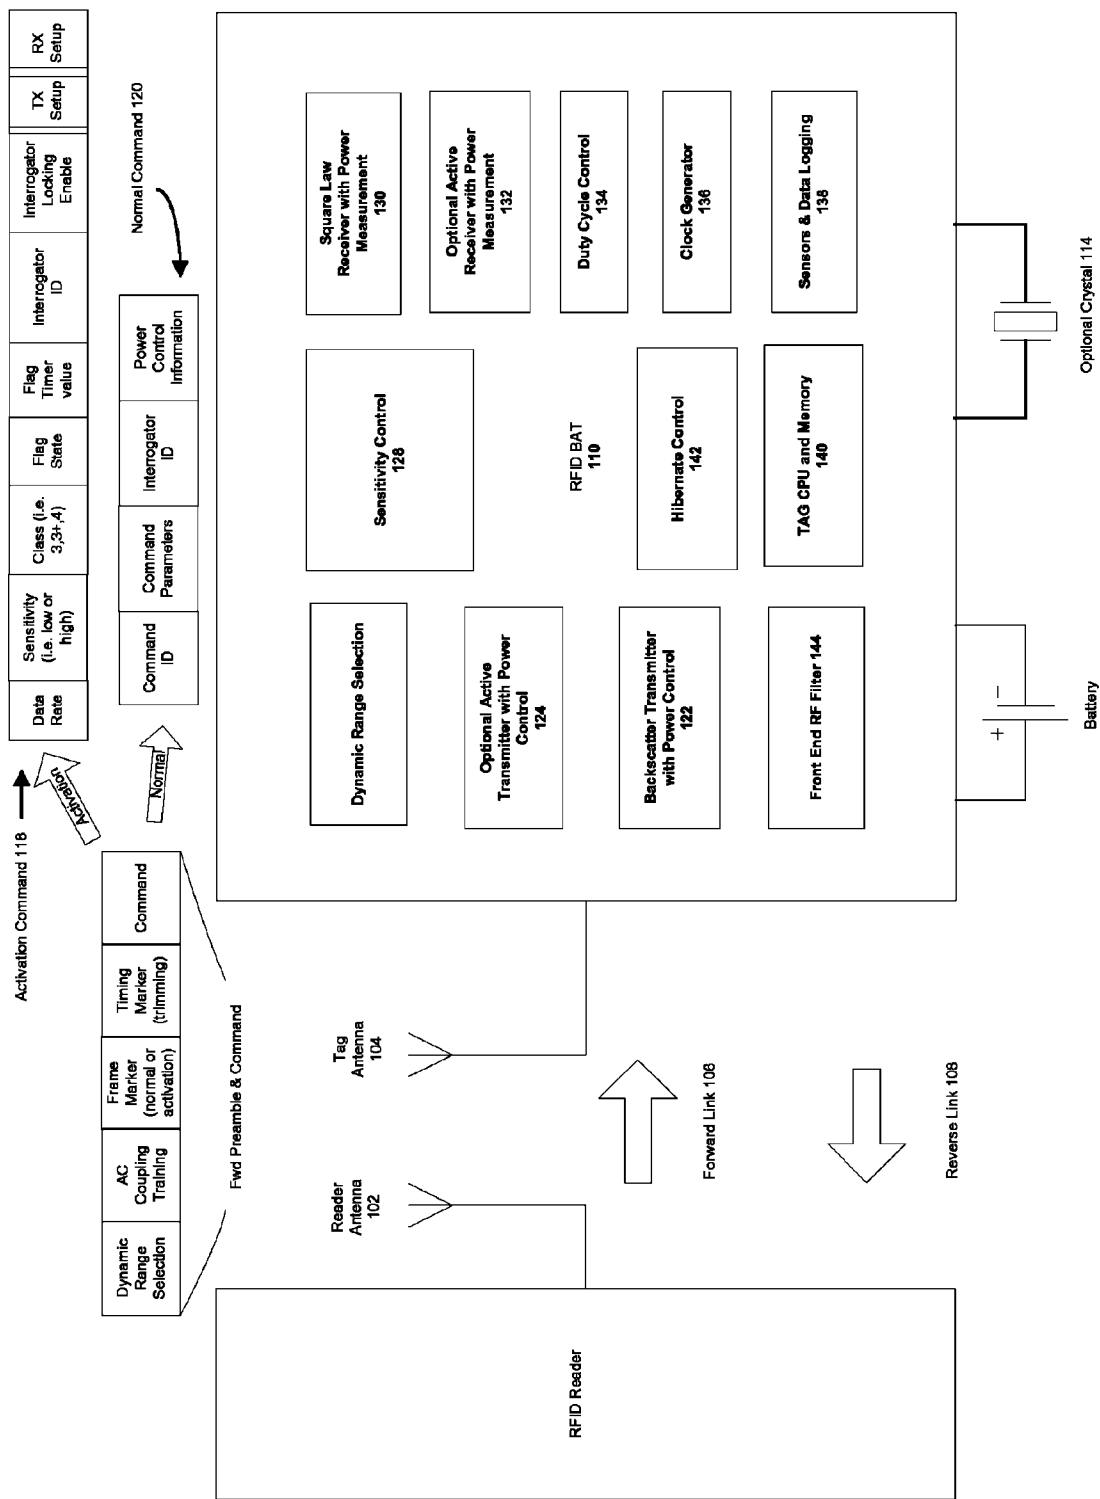 Activation Command 118
Data
Rate
Sensitivity
(i.e. low or
high)
Class (i.e.
3,3+,4)
Flag
State
Flag
Timer
value
Interrogator
ID
Interrogator
Locking
Enable
TX
Setup
RX
Setup
Activation
Normal
Normal Command 120
Command
ID
Command
Parameters
Interrogator
ID
Power
Control
Information
Dynamic
Range
Selection
AC
Coupling
Training
Frame
Marker
(normal or
activation)
Timing
Marker
(trimming)
Command
Fwd Preamble & Command
RFID Reader
Reader
Antenna
102
Tag
Antenna
104
Forward Link 106
Reverse Link 108
Dynamic Range Selection
Optional Active
Transmitter with Power
Control
124
Backscatter Transmitter
with Power Control
122
Front End RF Filter 144
Sensitivity Control
128
RFID BAT
110
Hibernate Control
142
TAG CPU and Memory
140
Square Law
Receiver with Power
Measurement
130
Optional Active
Receiver with Power
Measurement
132
Duty Cycle Control
134
Clock Generator
136
Sensors & Data Logging
138
+
–
Battery
Optional Crystal 114